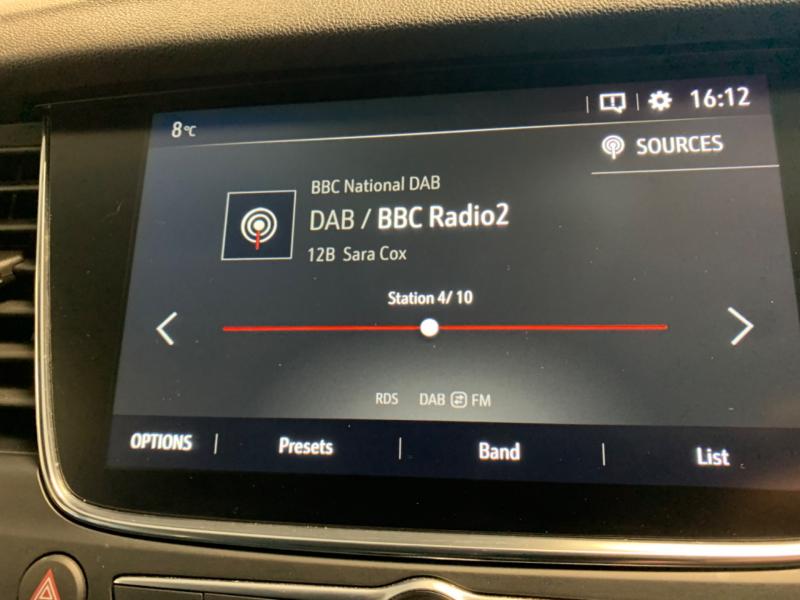 16:12
8°C
SOURCES
BBC National DAB
DAB / BBC Radio2
12B Sara Cox
Station 4/10
RDS DAB FM
OPTIONS | Presets | Band | List